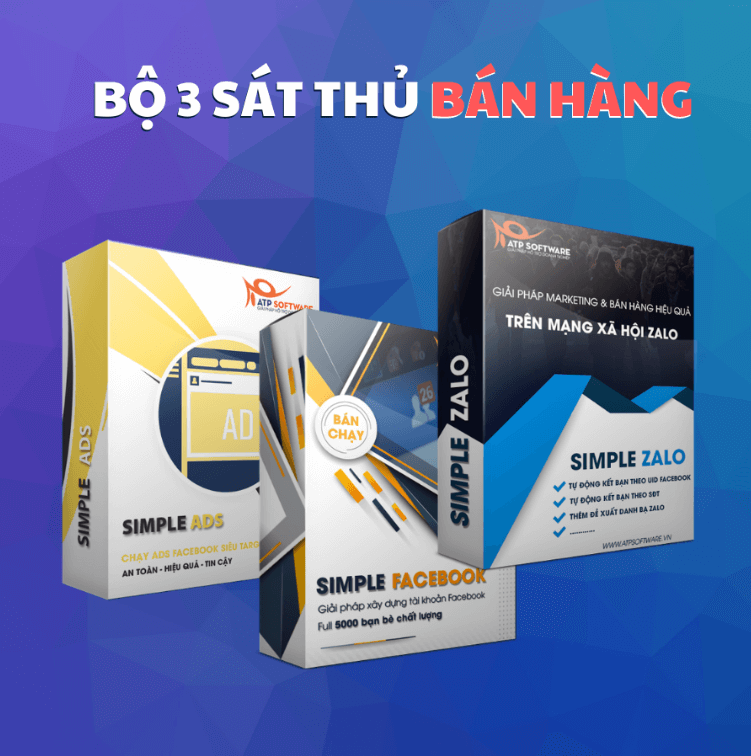 BỘ 3 SÁT THỦ BÁN HÀNG
ATP SOFTWARE
GIẢI PHÁP MARKETING & BÁN HÀNG HIỆU QUẢ
TRÊN MẠNG XÃ HỘI ZALO
SIMPLE ZALO
SIMPLE ZALO
TỰ ĐỘNG KẾT BẠN THEO UID FACEBOOK
TỰ ĐỘNG KẾT BẠN THEO SĐT
THÊM ĐỀ XUẤT DANH BẠ ZALO
............
WWW.ATPSOFTWARE.VN
ATP SOFTWARE
AD
SIMPLE ADS
SIMPLE ADS
CHẠY ADS FACEBOOK SIÊU TARG
AN TOÀN - HIỆU QUẢ - TIN CẬY
26
BÁN
CHẠY
SIMPLE FACEBOOK
Giải pháp xây dựng tài khoản Facebook
Full 5000 bạn bè chất lượng